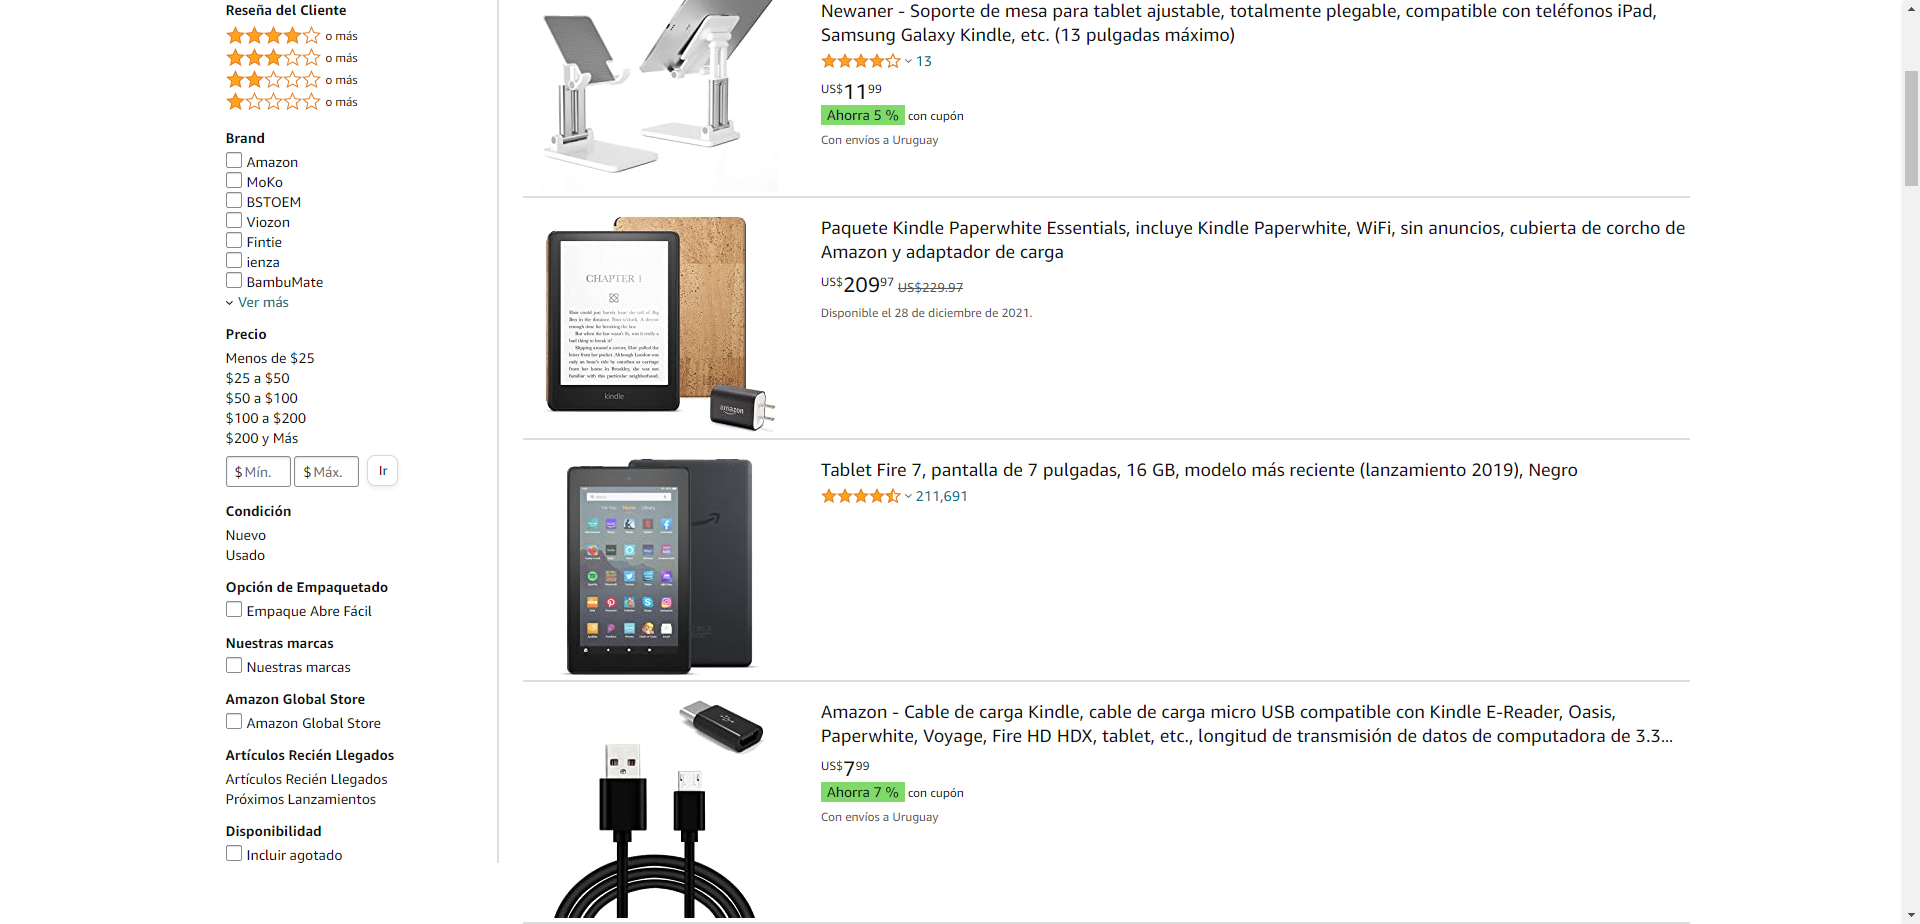 Reseña del Cliente
o más
o más
o más
o más
Brand
Amazon
MoKo
BSTOEM
Viozon
Fintie
ienza
BambuMate
Ver más
Precio
Menos de $25
$25 a $50
$50 a $100
$100 a $200
$200 y Más
$ Mín. $ Máx. Ir
Condición
Nuevo
Usado
Opción de Empaquetado
Empaque Abre Fácil
Nuestras marcas
Nuestras marcas
Amazon Global Store
Amazon Global Store
Artículos Recién Llegados
Artículos Recién Llegados
Próximos Lanzamientos
Disponibilidad
Incluir agotado
Newaner - Soporte de mesa para tablet ajustable, totalmente plegable, compatible con teléfonos iPad,
Samsung Galaxy Kindle, etc. (13 pulgadas máximo)
13
US$1199
Ahorra 5 % con cupón
Con envíos a Uruguay
CHAPTER 1
kindle
amazon
Paquete Kindle Paperwhite Essentials, incluye Kindle Paperwhite, WiFi, sin anuncios, cubierta de corcho de
Amazon y adaptador de carga
US$20997 US$229.97
Disponible el 28 de diciembre de 2021.
Tablet Fire 7, pantalla de 7 pulgadas, 16 GB, modelo más reciente (lanzamiento 2019), Negro
211,691
Amazon - Cable de carga Kindle, cable de carga micro USB compatible con Kindle E-Reader, Oasis,
Paperwhite, Voyage, Fire HD HDX, tablet, etc., longitud de transmisión de datos de computadora de 3.3...
US$799
Ahorra 7 % con cupón
Con envíos a Uruguay